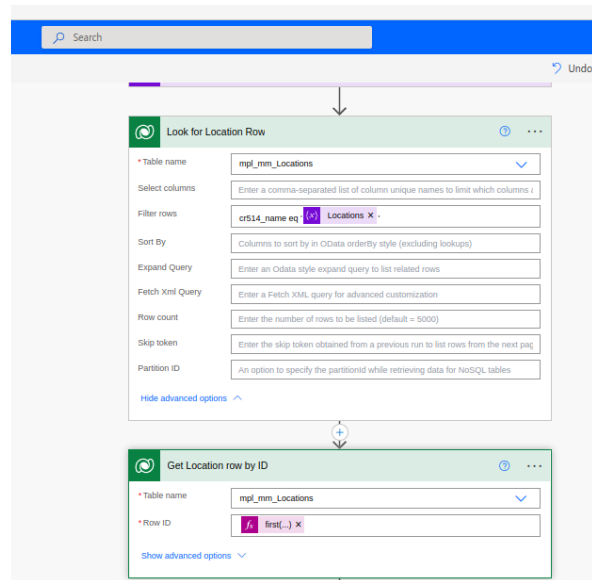 Search
Undo
Look for Location Row
* Table name mpl_mm_Locations
Select columns Enter a comma-separated list of column unique names to limit which columns a
Filter rows cr514_name eq ' {x} Locations × '
Sort By Columns to sort by in OData orderBy style (excluding lookups)
Expand Query Enter an Odata style expand query to list related rows
Fetch Xml Query Enter a Fetch XML query for advanced customization
Row count Enter the number of rows to be listed (default = 5000)
Skip token Enter the skip token obtained from a previous run to list rows from the next pag
Partition ID An option to specify the partitionId while retrieving data for NoSQL tables
Hide advanced options
Get Location row by ID
* Table name mpl_mm_Locations
* Row ID fx first(...) ×
Show advanced options